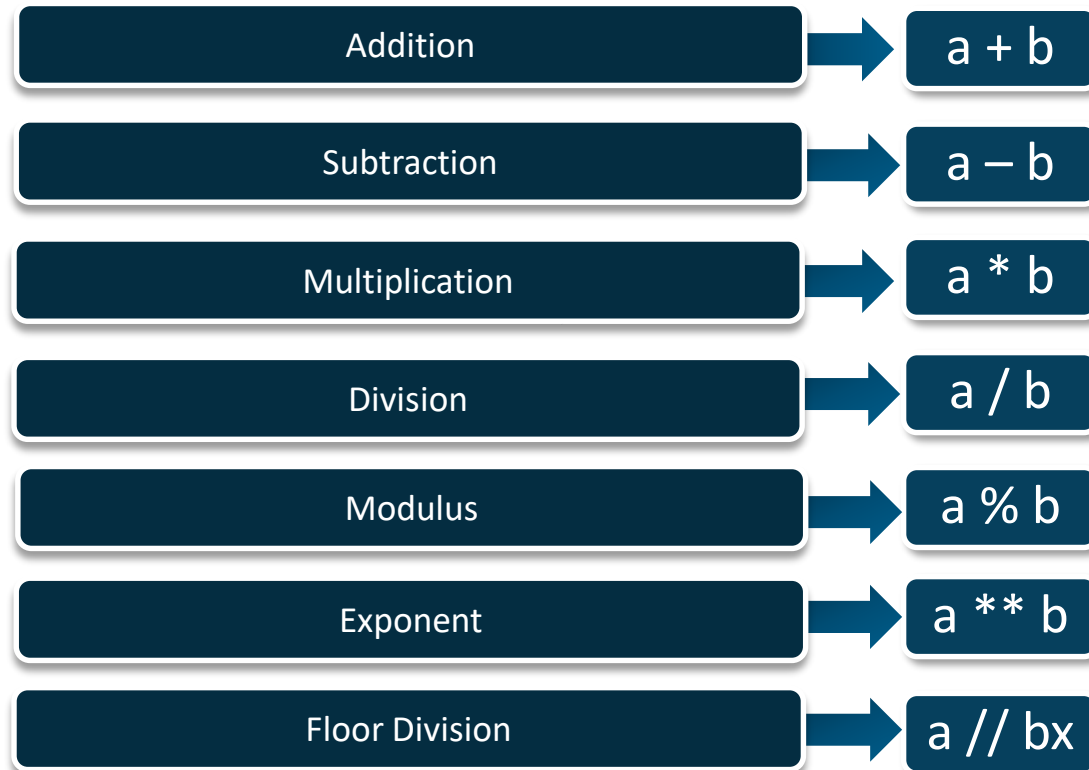 Addition
a + b
Subtraction
a – b
Multiplication
a * b
Division
a / b
Modulus
a % b
Exponent
a ** b
Floor Division
a // bx